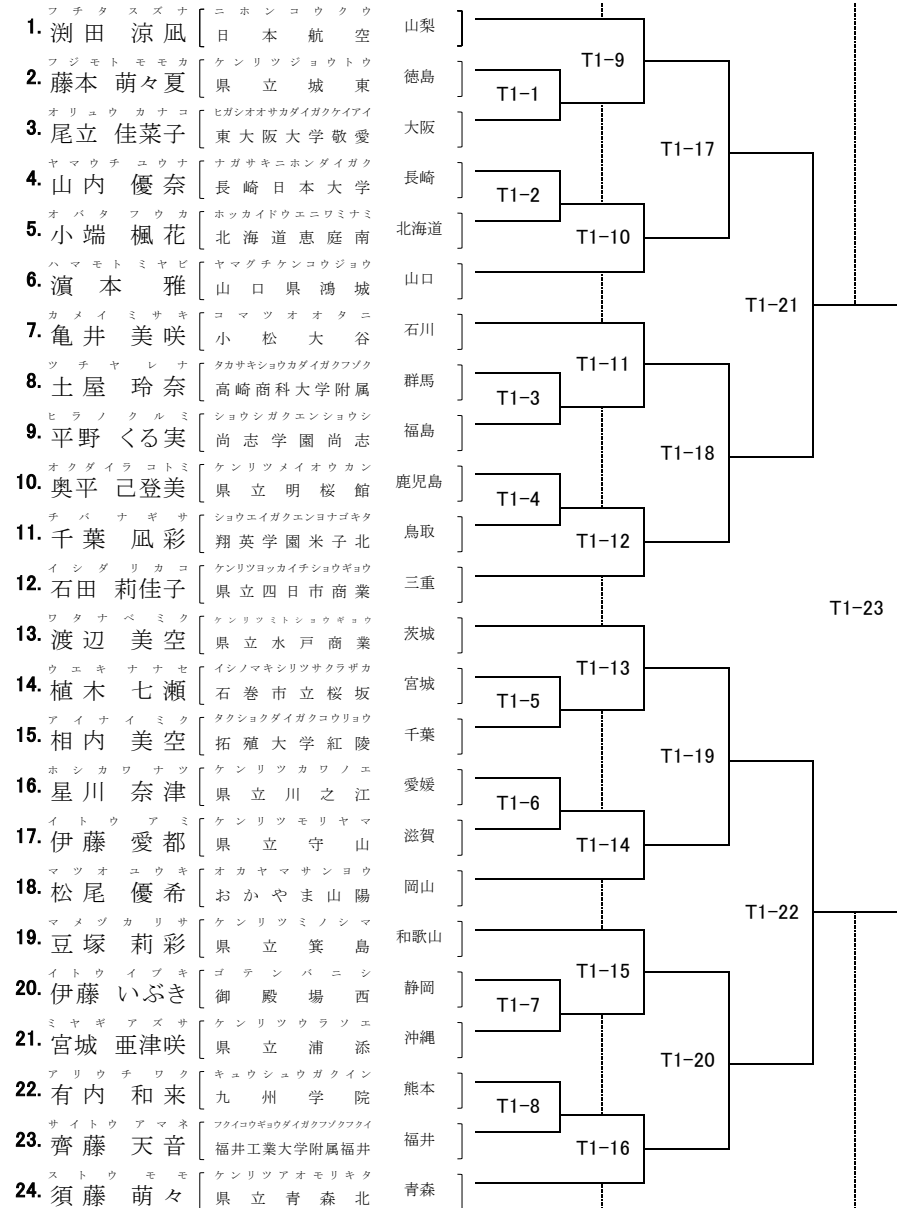 フチタ スズナ ニホンコウクウ
1. 渕田 涼凪 日本航空 山梨
フジモト モモカ ケンリツジョウトウ
2. 藤本 萌々夏 県立城東 徳島
オリュウ カナコ ヒガシオオサカダイガクケイアイ
3. 尾立 佳菜子 東大阪大学敬愛 大阪
ヤマウチ ユウナ ナガサキニホンダイガク
4. 山内 優奈 長崎日本大学 長崎
オバタ フウカ ホッカイドウエニワミナミ
5. 小端 楓花 北海道恵庭南 北海道
ハマモト ミヤビ ヤマグチケンコウジョウ
6. 濵本 雅 山口県鴻城 山口
カメイ ミサキ コマツオオタニ
7. 亀井 美咲 小松大谷 石川
ツチヤ レナ タカサキショウカダイガクフゾク
8. 土屋 玲奈 高崎商科大学附属 群馬
ヒラノ クルミ ショウシガクエンショウシ
9. 平野 くる実 尚志学園尚志 福島
オクダイラ コトミ ケンリツメイオウカン
10. 奥平 己登美 県立明桜館 鹿児島
チバ ナギサ ショウエイガクエンヨナゴキタ
11. 千葉 凪彩 翔英学園米子北 鳥取
イシダ リカコ ケンリツヨッカイチショウギョウ
12. 石田 莉佳子 県立四日市商業 三重
ワタナベ ミク ケンリツミトショウギョウ
13. 渡辺 美空 県立水戸商業 茨城
ウエキ ナナセ イシノマキシリツサクラザカ
14. 植木 七瀬 石巻市立桜坂 宮城
アイナイ ミク タクショクダイガクコウリョウ
15. 相内 美空 拓殖大学紅陵 千葉
ホシカワ ナツ ケンリツカワノエ
16. 星川 奈津 県立川之江 愛媛
イトウ アミ ケンリツモリヤマ
17. 伊藤 愛都 県立守山 滋賀
マツオ ユウキ オカヤマサンヨウ
18. 松尾 優希 おかやま山陽 岡山
マメヅカ リサ ケンリツミノシマ
19. 豆塚 莉彩 県立箕島 和歌山
イトウ イブキ ゴテンバニシ
20. 伊藤 いぶき 御殿場西 静岡
ミヤギ アズサ ケンリツウラソエ
21. 宮城 亜津咲 県立浦添 沖縄
アリウチ ワク キュウシュウガクイン
22. 有内 和来 九州学院 熊本
サイトウ アマネ フクイコウギョウダイガクフゾクフクイ
23. 齊藤 天音 福井工業大学附属福井 福井
ストウ モモ ケンリツアオモリキタ
24. 須藤 萌々 県立青森北 青森
T1-1
T1-2
T1-3
T1-4
T1-5
T1-6
T1-7
T1-8
T1-9
T1-10
T1-11
T1-12
T1-13
T1-14
T1-15
T1-16
T1-17
T1-18
T1-19
T1-20
T1-21
T1-22
T1-23